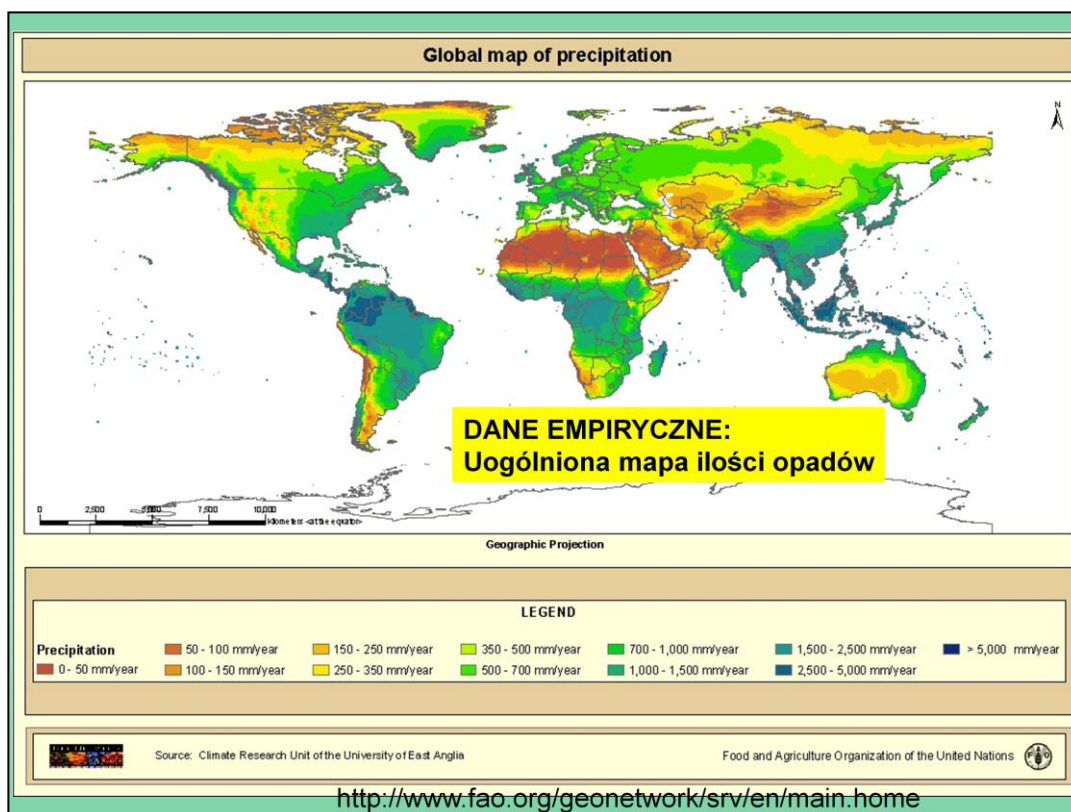 Global map of precipitation
N
DANE EMPIRYCZNE:
Uogólniona mapa ilości opadów
0 2,500 7,500 10,000
Kilometers <at the equator>
Geographic Projection
LEGEND
Precipitation 50 - 100 mm/year 150 - 250 mm/year 350 - 500 mm/year 700 - 1,000 mm/year 1,500 - 2,500 mm/year > 5,000 mm/year
0 - 50 mm/year 100 - 150 mm/year 250 - 350 mm/year 500 - 700 mm/year 1,000 - 1,500 mm/year 2,500 - 5,000 mm/year
Source: Climate Research Unit of the University of East Anglia Food and Agriculture Organization of the United Nations
http://www.fao.org/geonetwork/srv/en/main.home